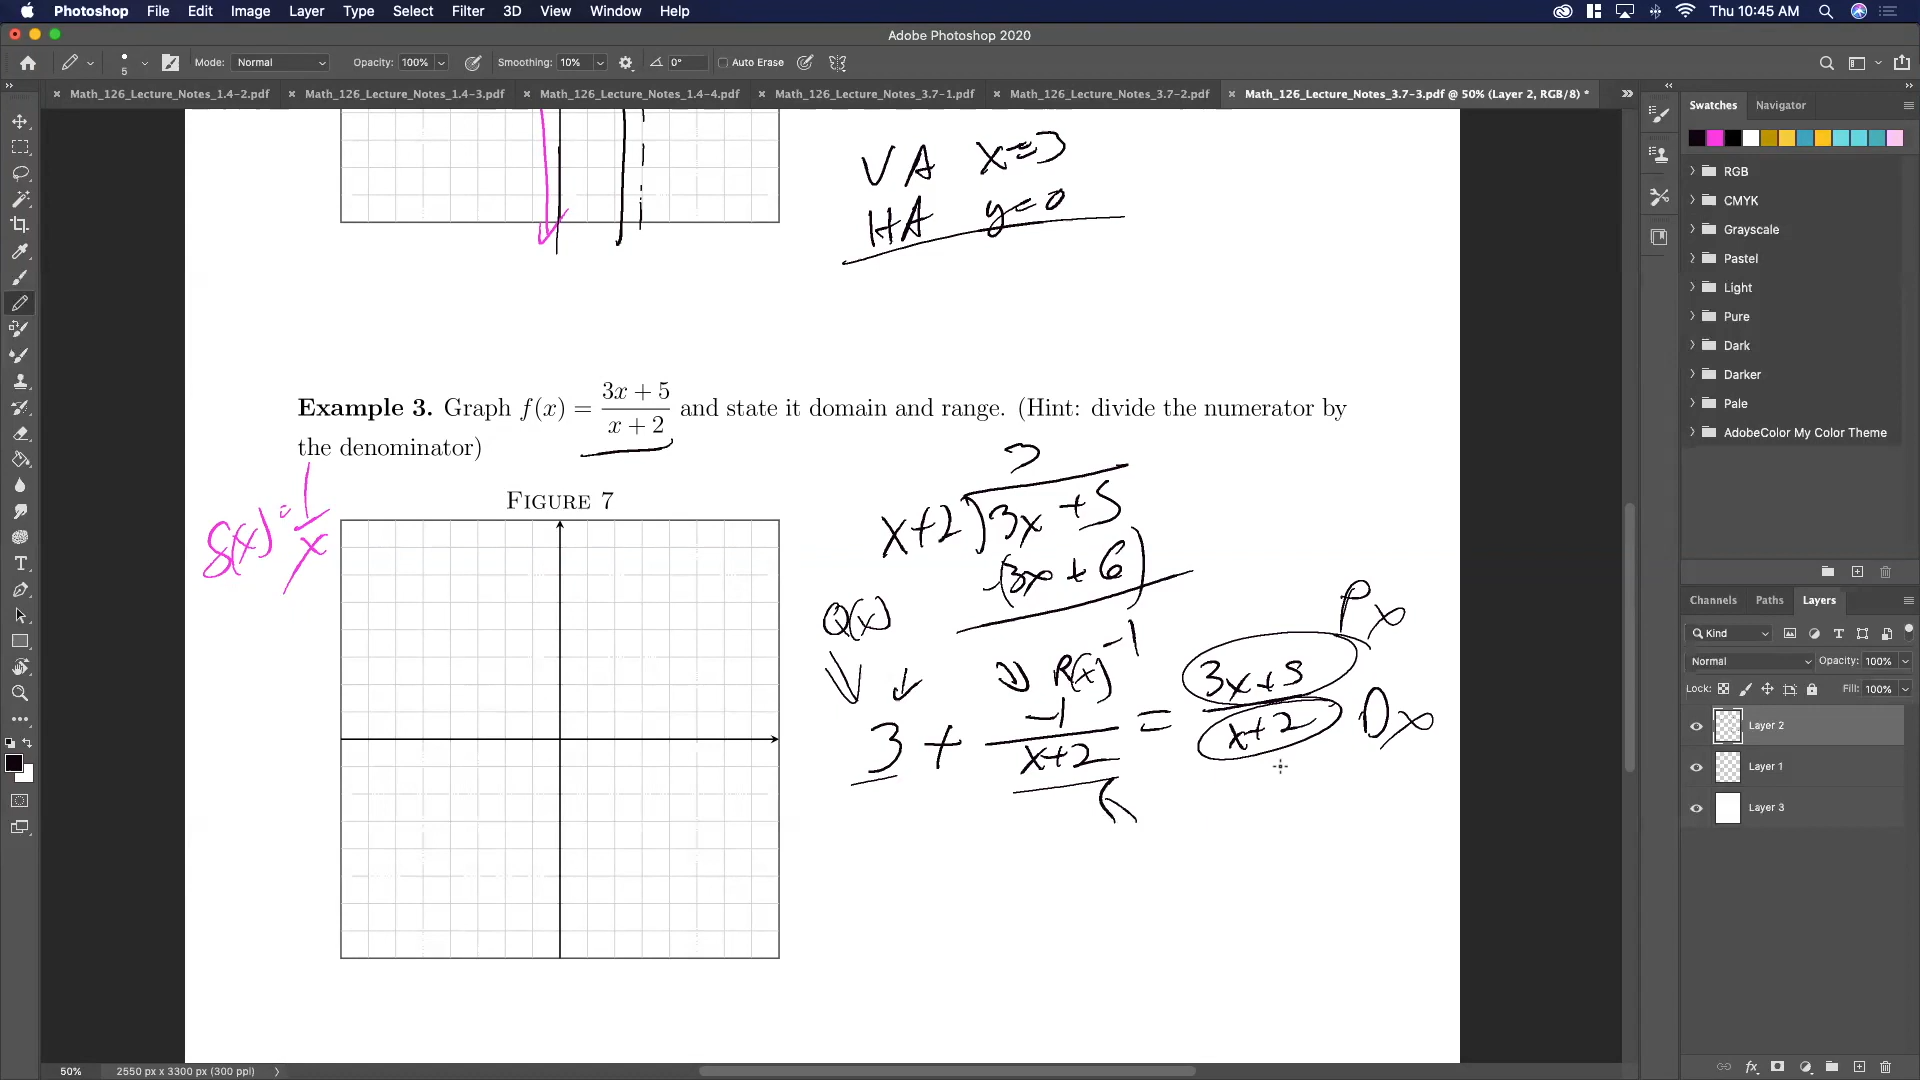 Photoshop File Edit Image Layer Type Select Filter 3D View Window Help Thu 10:45 AM
Adobe Photoshop 2020
5 Mode: Normal Opacity: 100% Smoothing: 10% 0° Auto Erase
Math_126_Lecture_Notes_1.4-2.pdf Math_126_Lecture_Notes_1.4-3.pdf Math_126_Lecture_Notes_1.4-4.pdf Math_126_Lecture_Notes_3.7-1.pdf Math_126_Lecture_Notes_3.7-2.pdf Math_126_Lecture_Notes_3.7-3.pdf @ 50% (Layer 2, RGB/8) *
VA x=3
HA y=0
Example 3. Graph f(x) = (3x + 5)/(x + 2) and state it domain and range. (Hint: divide the numerator by
the denominator)
FIGURE 7
f(x) = 1/x
3
x+2)3x+5
-(3x+6)
-1
Q(x) R(x) Px
3 + -1/(x+2) = (3x+5)/(x+2) Dx
Swatches Navigator
RGB
CMYK
Grayscale
Pastel
Light
Pure
Dark
Darker
Pale
AdobeColor My Color Theme
Channels Paths Layers
Kind
Normal Opacity: 100%
Lock: Fill: 100%
Layer 2
Layer 1
Layer 3
fx
50% 2550 px x 3300 px (300 ppi)